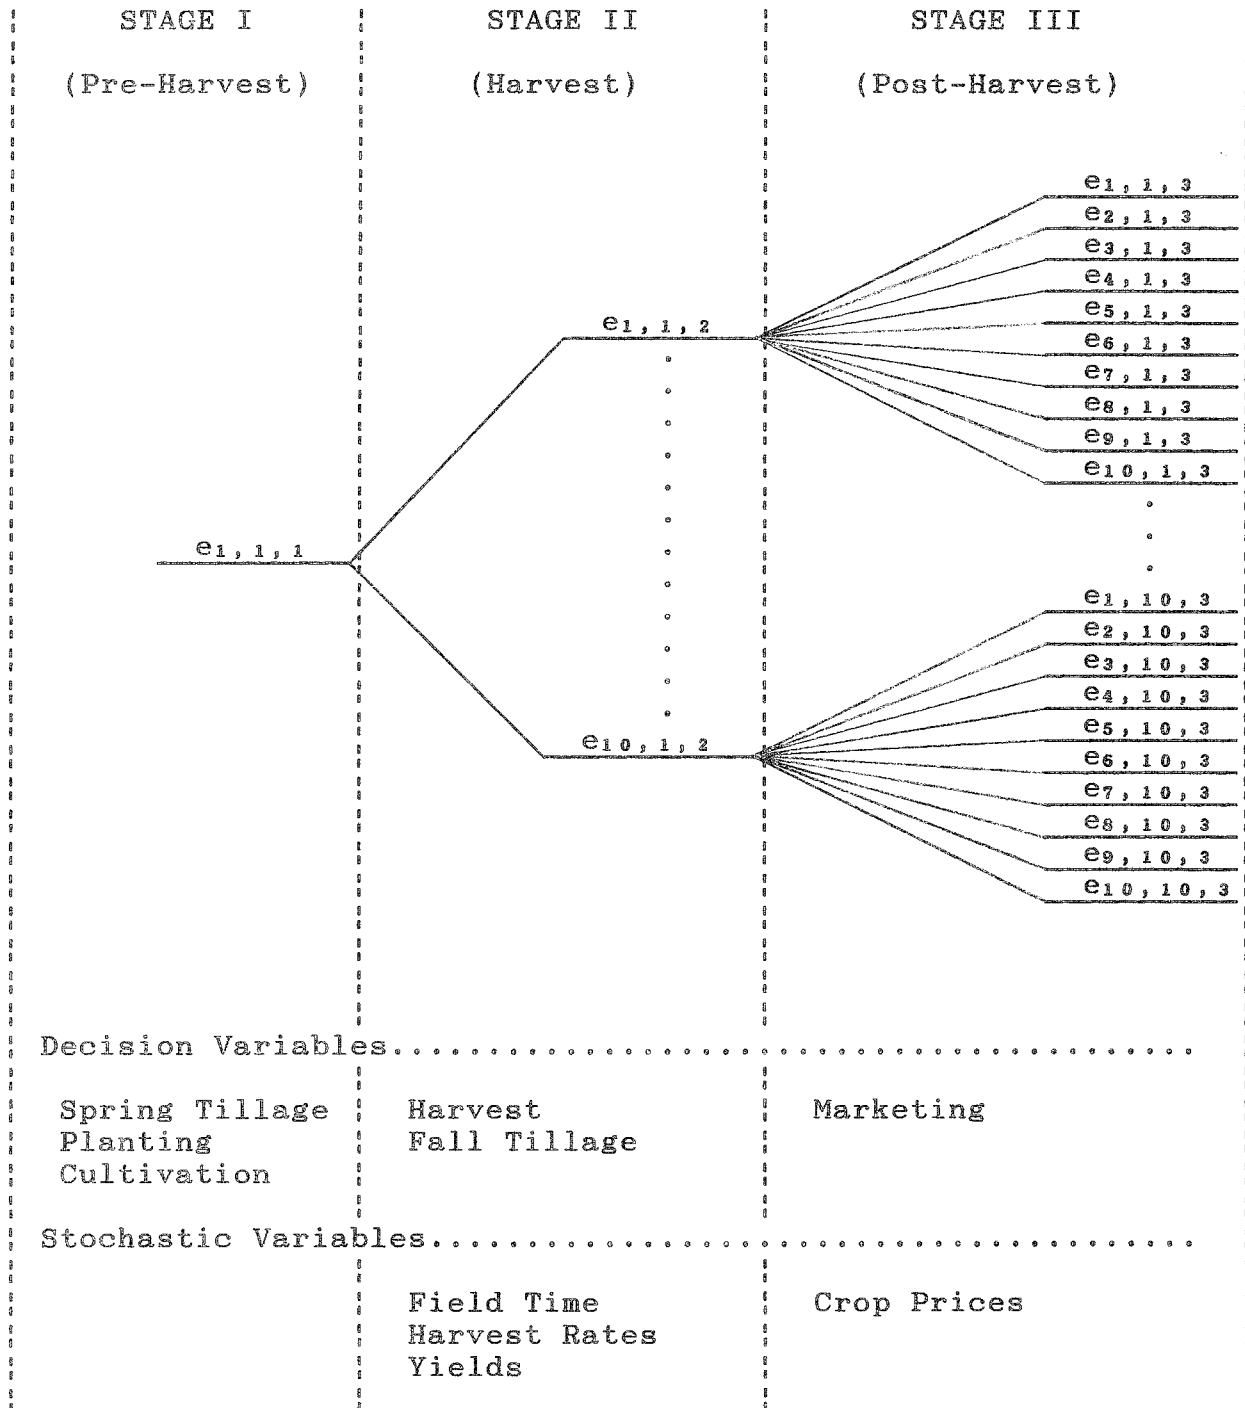 STAGE I STAGE II STAGE III
(Pre-Harvest) (Harvest) (Post-Harvest)
e1,1,3
e2,1,3
e3,1,3
e4,1,3
e5,1,3
e1,1,2
e6,1,3
e7,1,3
e8,1,3
e9,1,3
e10,1,3
e1,1,1
e1,10,3
e2,10,3
e3,10,3
e4,10,3
e5,10,3
e10,1,2
e6,10,3
e7,10,3
e8,10,3
e9,10,3
e10,10,3
Decision Variables........................................
Spring Tillage Harvest Marketing
Planting Fall Tillage
Cultivation
Stochastic Variables......................................
Field Time Crop Prices
Harvest Rates
Yields